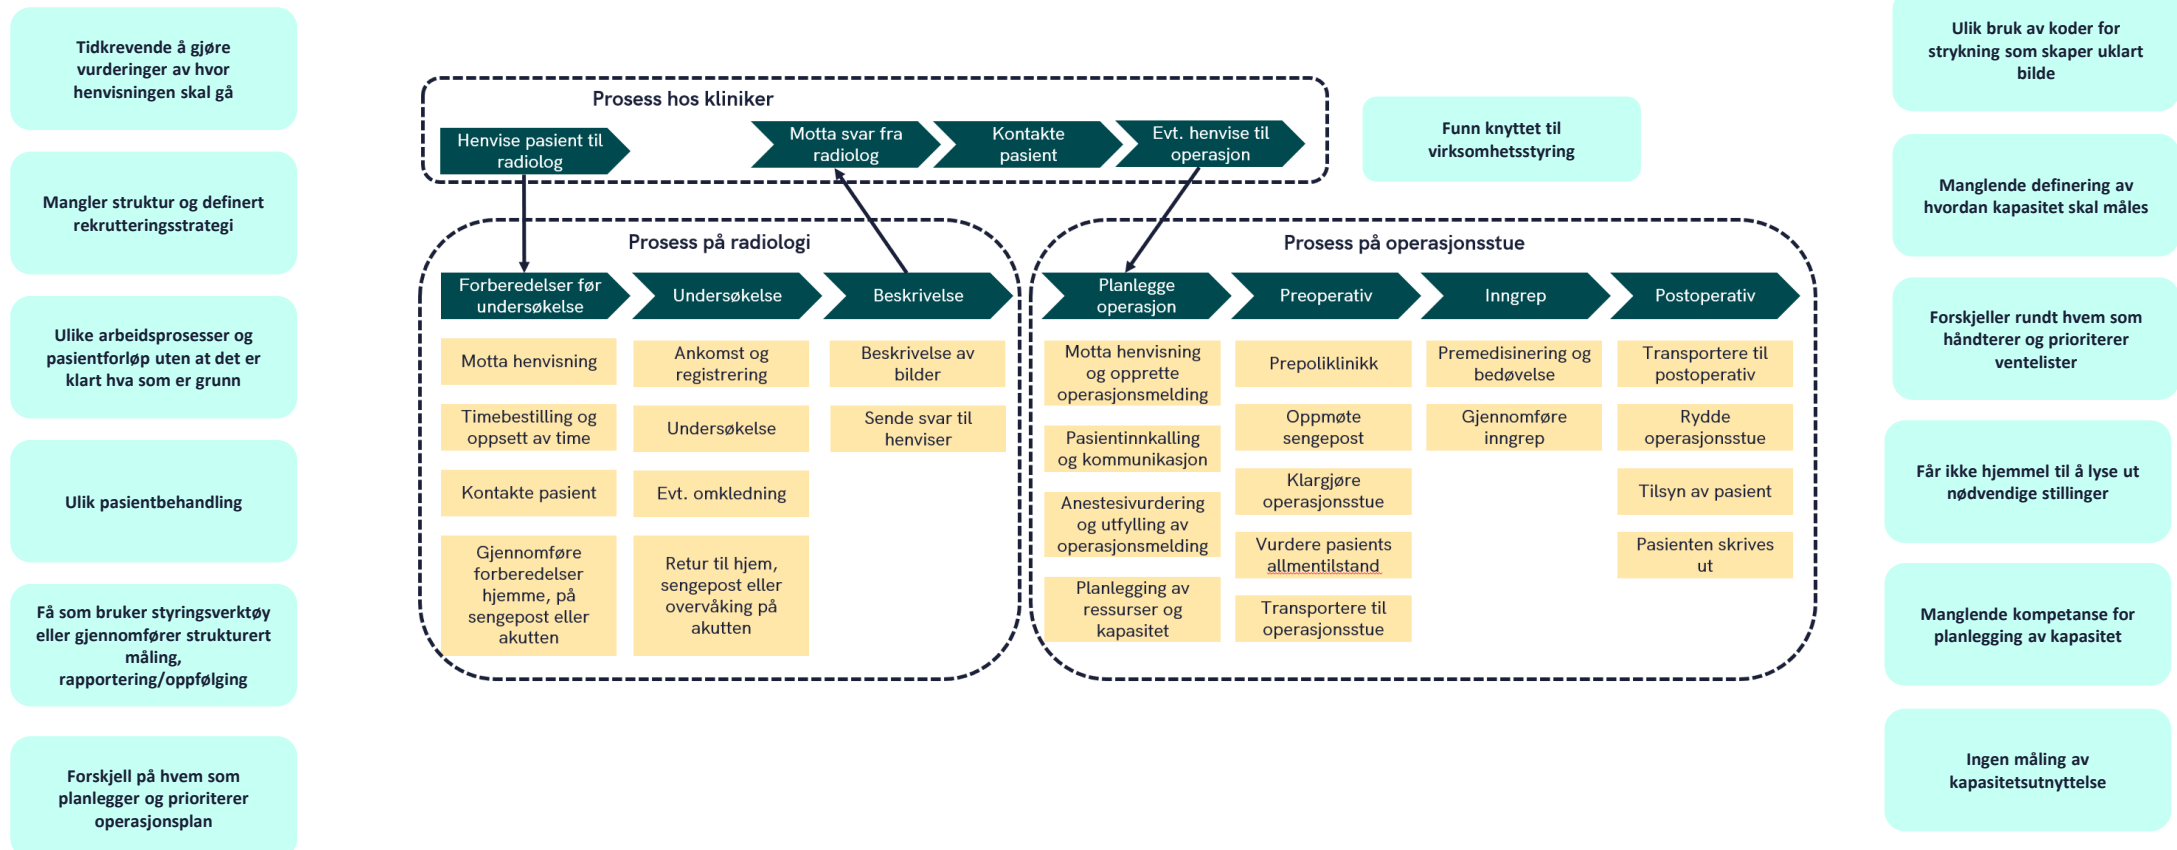 Tidkrevende å gjøre
vurderinger av hvor
henvisningen skal gå
Mangler struktur og definert
rekrutteringsstrategi
Ulike arbeidsprosesser og
pasientforløp uten at det er
klart hva som er grunn
Ulik pasientbehandling
Få som bruker styringsverktøy
eller gjennomfører strukturert
måling,
rapportering/oppfølging
Forskjell på hvem som
planlegger og prioriterer
operasjonsplan
Prosess hos kliniker
Henvise pasient til
radiolog
Motta svar fra
radiolog
Kontakte
pasient
Evt. henvise til
operasjon
Funn knyttet til
virksomhetsstyring
Prosess på radiologi
Forberedelser før
undersøkelse
Undersøkelse
Beskrivelse
Motta henvisning
Timebestilling og
oppsett av time
Kontakte pasient
Gjennomføre
forberedelser
hjemme, på
sengepost eller
akutten
Ankomst og
registrering
Undersøkelse
Evt. omkledning
Retur til hjem,
sengepost eller
overvåking på
akutten
Beskrivelse av
bilder
Sende svar til
henviser
Prosess på operasjonsstue
Planlegge
operasjon
Preoperativ
Inngrep
Postoperativ
Motta henvisning
og opprette
operasjonsmelding
Pasientinnkalling
og kommunikasjon
Anestesivurdering
og utfylling av
operasjonsmelding
Planlegging av
ressurser og
kapasitet
Prepoliklinikk
Oppmøte
sengepost
Klargjøre
operasjonsstue
Vurdere pasients
allmentilstand
Transportere til
operasjonsstue
Premedisinering og
bedøvelse
Gjennomføre
inngrep
Transportere til
postoperativ
Rydde
operasjonsstue
Tilsyn av pasient
Pasienten skrives
ut
Ulik bruk av koder for
strykning som skaper uklart
bilde
Manglende definering av
hvordan kapasitet skal måles
Forskjeller rundt hvem som
håndterer og prioriterer
ventelister
Får ikke hjemmel til å lyse ut
nødvendige stillinger
Manglende kompetanse for
planlegging av kapasitet
Ingen måling av
kapasitetsutnyttelse